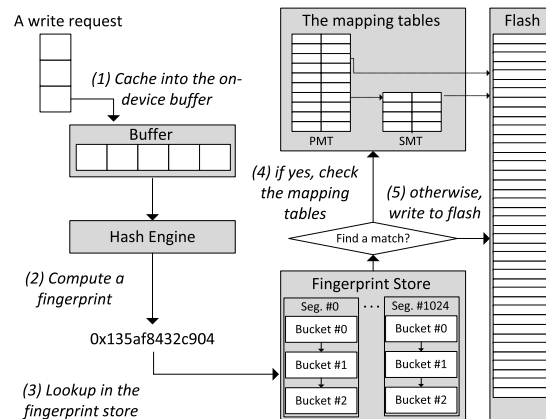 A write request
(1) Cache into the on-
device buffer
Buffer
Hash Engine
(2) Compute a
fingerprint
0x135af8432c904
(3) Lookup in the
fingerprint store
The mapping tables
PMT
SMT
(4) if yes, check
the mapping
tables
(5) otherwise,
write to flash
Find a match?
Fingerprint Store
Seg. #0
...
Seg. #1024
Bucket #0
Bucket #0
Bucket #1
Bucket #1
Bucket #2
Bucket #2
Flash